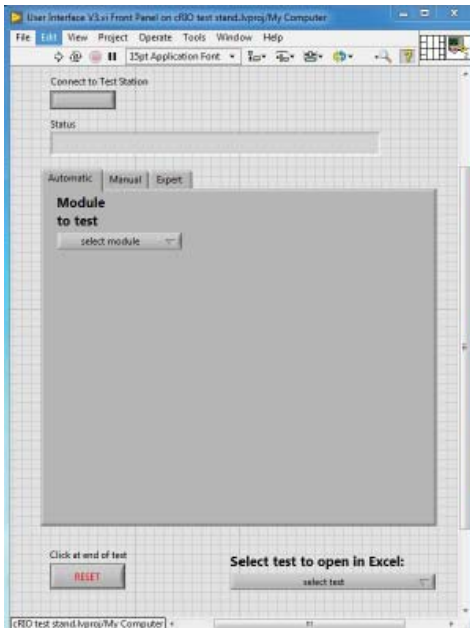 User Interface V3.vi Front Panel on cRIO test stand.lvproj/My Computer
File Edit View Project Operate Tools Window Help
15pt Application Font
Connect to Test Station
Status
Automatic Manual Expert
Module
to test
select module
Click at end of test
RESET
Select test to open in Excel:
select test
cRIO test stand.lvproj/My Computer